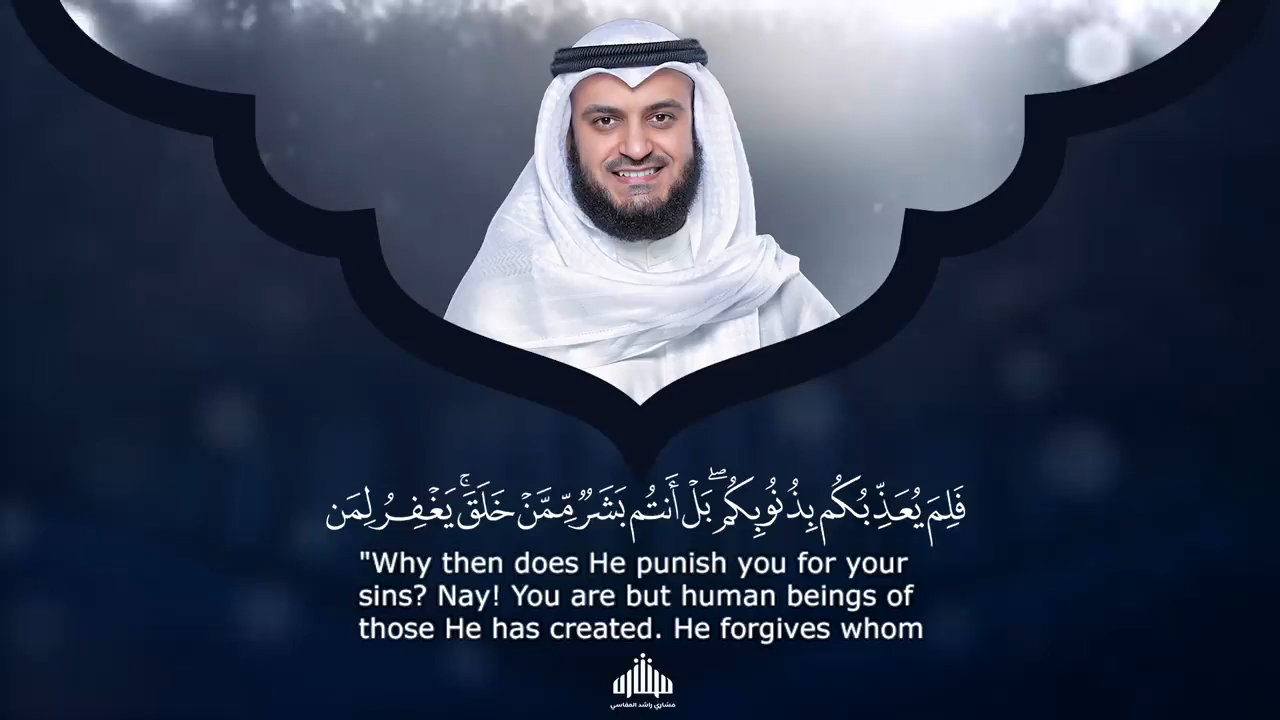 فَلِمَ يُعَذِّبُكُم بِذُنُوبِكُم ۖ بَلْ أَنتُم بَشَرٌ مِّمَّنْ خَلَقَ ۚ يَغْفِرُ لِمَن
"Why then does He punish you for your
sins? Nay! You are but human beings of
those He has created. He forgives whom
مشاري راشد العفاسي